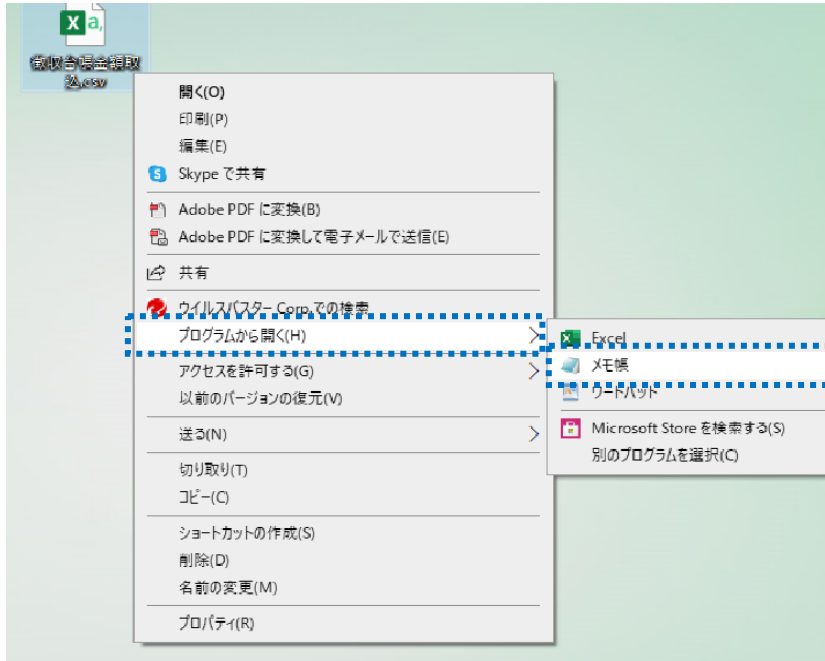 徴収台帳金額取
込.csv
開く(O)
印刷(P)
編集(E)
Skype で共有
Adobe PDF に変換(B)
Adobe PDF に変換して電子メールで送信(E)
共有
ウイルスバスター Corp.での検索
プログラムから開く(H)
Excel
メモ帳
ワードパッド
Microsoft Store を検索する(S)
別のプログラムを選択(C)
アクセスを許可する(G)
以前のバージョンの復元(V)
送る(N)
切り取り(T)
コピー(C)
ショートカットの作成(S)
削除(D)
名前の変更(M)
プロパティ(R)